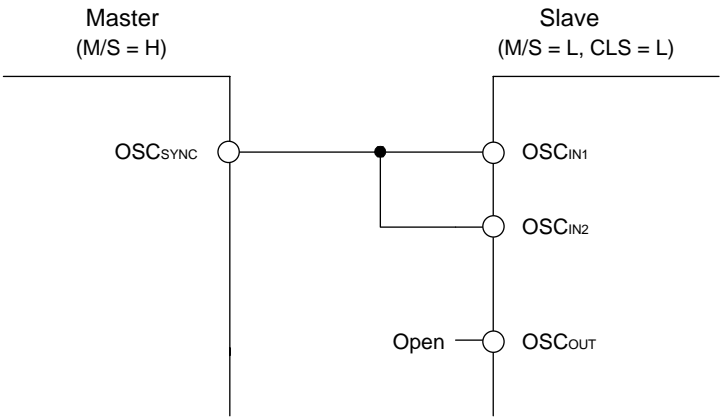 Master
(M/S = H)
Slave
(M/S = L, CLS = L)
OSCSYNC
OSCIN1
OSCIN2
Open
OSCOUT